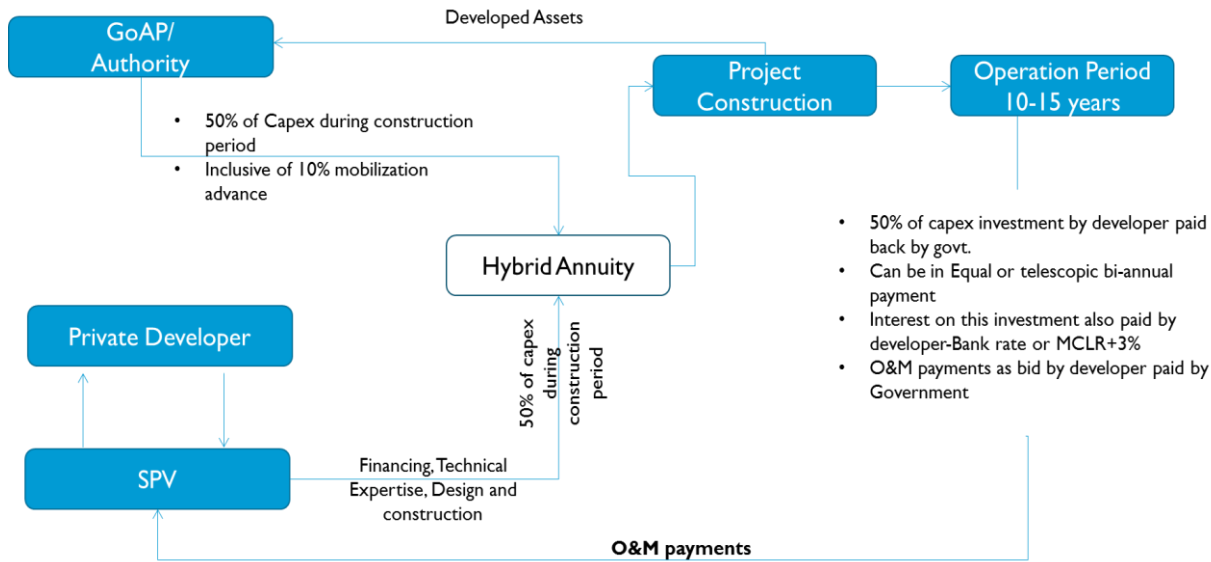 Developed Assets
GoAP/
Authority
Project
Construction
Operation Period
10-15 years
• 50% of Capex during construction
period
• Inclusive of 10% mobilization
advance
Hybrid Annuity
• 50% of capex investment by developer paid
back by govt.
• Can be in Equal or telescopic bi-annual
payment
• Interest on this investment also paid by
developer-Bank rate or MCLR+3%
• O&M payments as bid by developer paid by
Government
Private Developer
50% of capex
during
construction
period
SPV
Financing, Technical
Expertise, Design and
construction
O&M payments